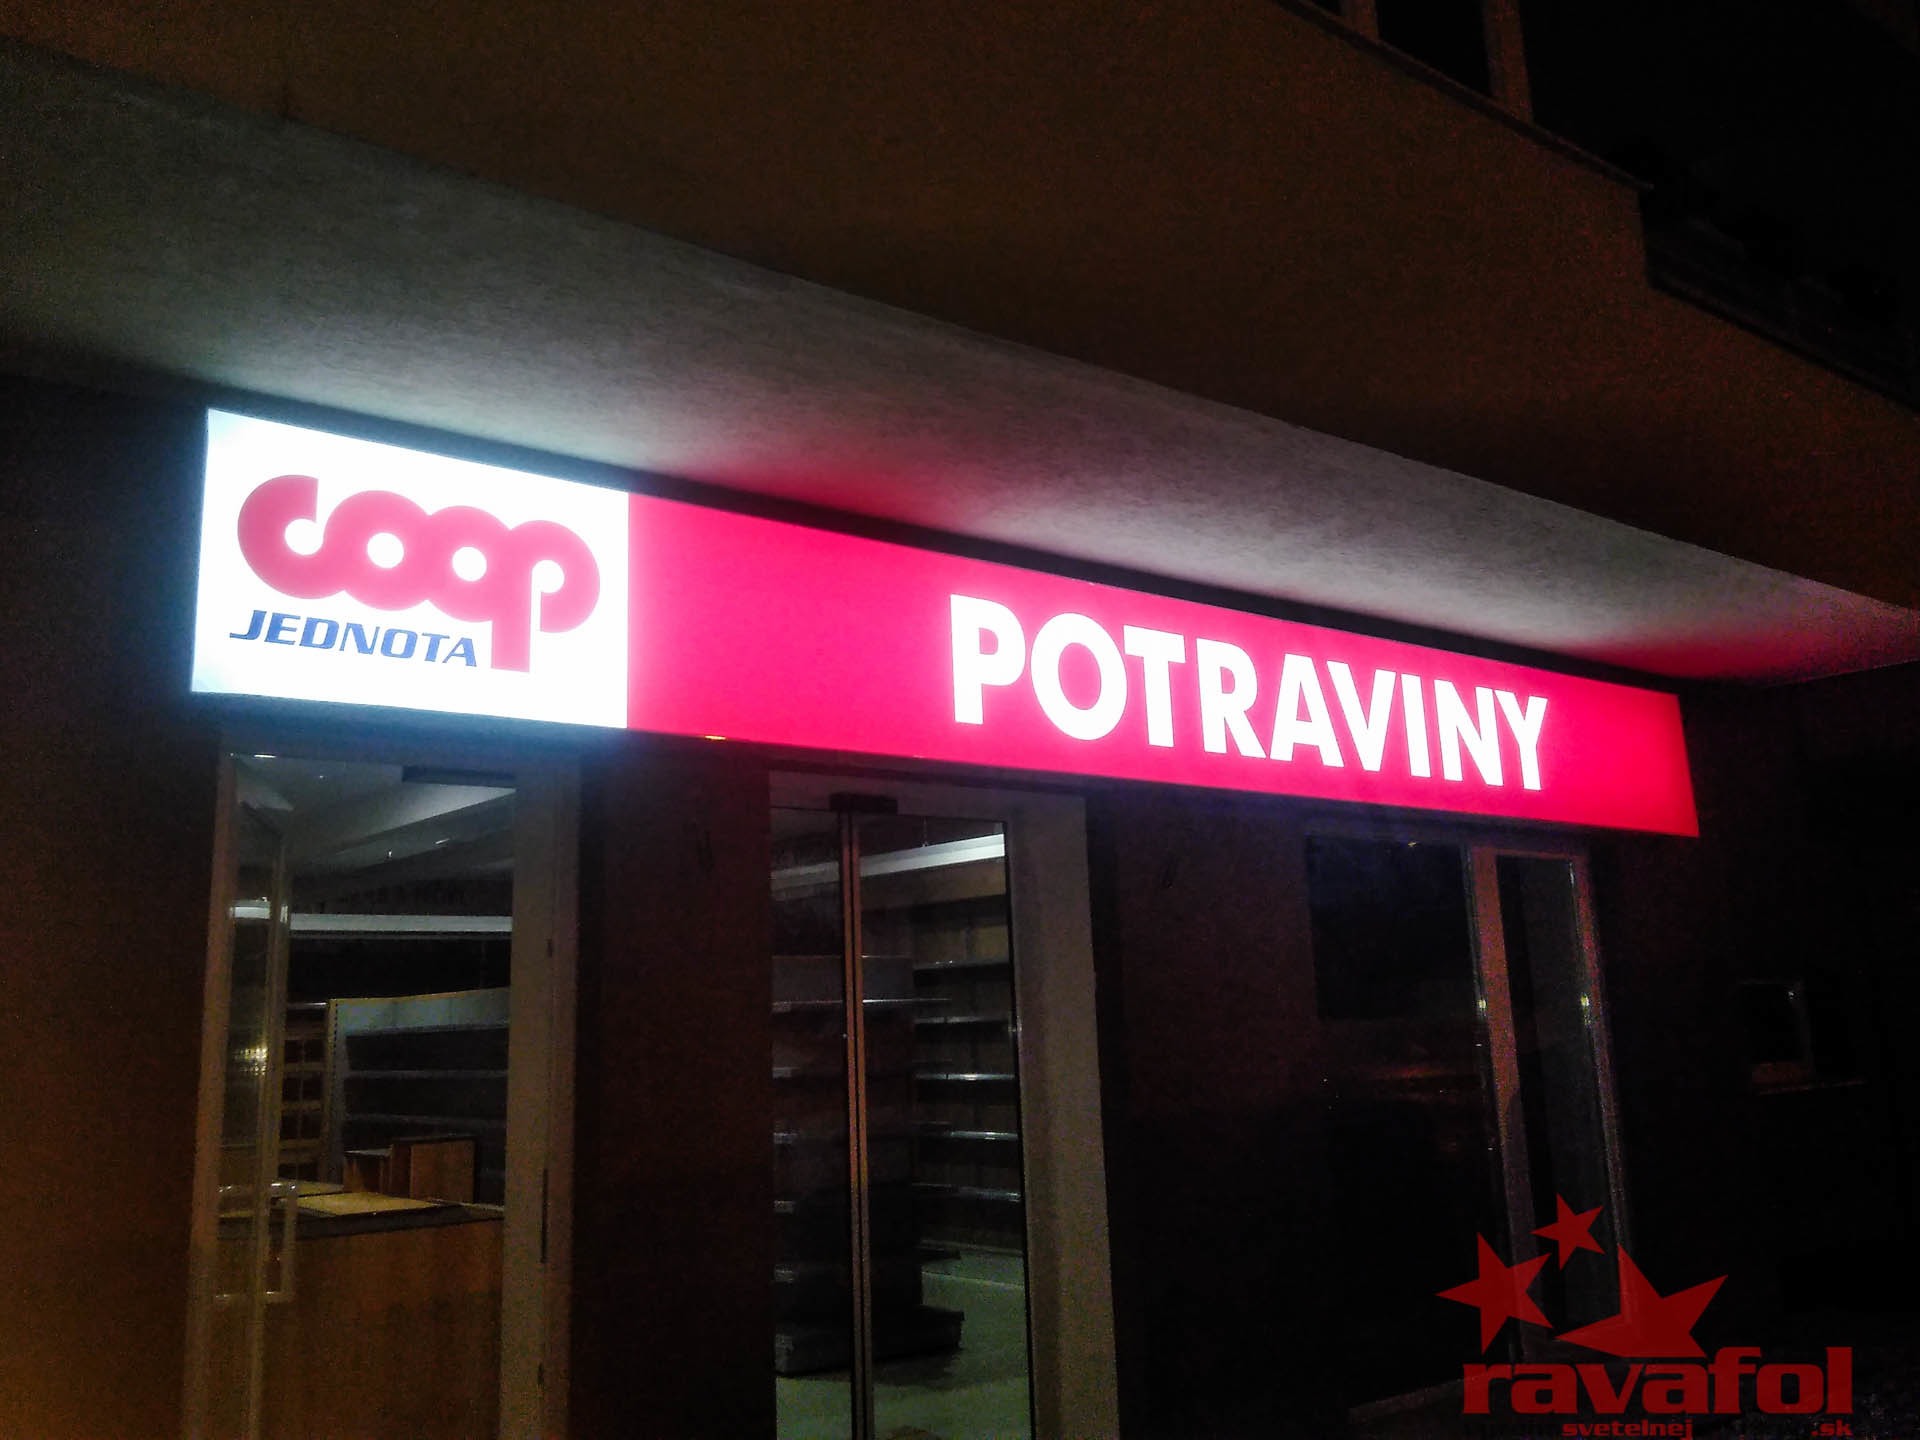 coop
JEDNOTA
POTRAVINY
ravafol
svetelnej .sk